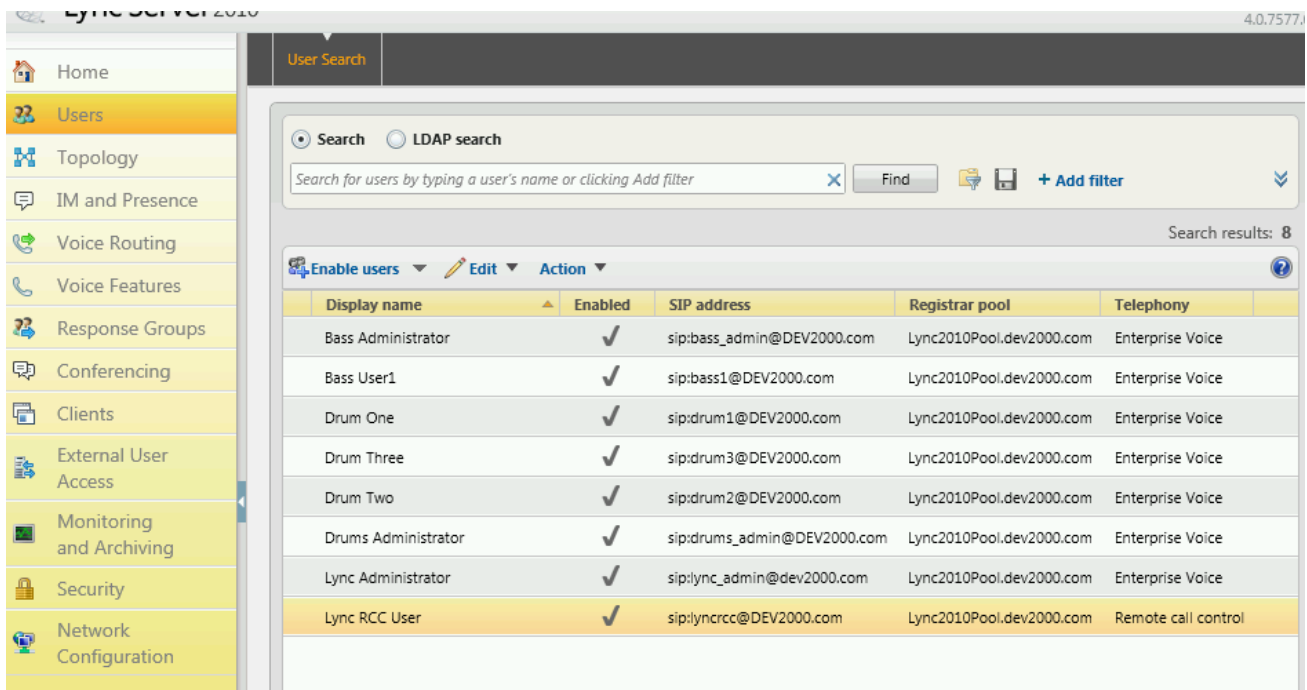 Lync Server 2010
4.0.7577.
Home
Users
Topology
IM and Presence
Voice Routing
Voice Features
Response Groups
Conferencing
Clients
External User
Access
Monitoring
and Archiving
Security
Network
Configuration
User Search
Search LDAP search
Search for users by typing a user's name or clicking Add filter Find + Add filter
Search results: 8
Enable users Edit Action
Display name Enabled SIP address Registrar pool Telephony
Bass Administrator sip:bass_admin@DEV2000.com Lync2010Pool.dev2000.com Enterprise Voice
Bass User1 sip:bass1@DEV2000.com Lync2010Pool.dev2000.com Enterprise Voice
Drum One sip:drum1@DEV2000.com Lync2010Pool.dev2000.com Enterprise Voice
Drum Three sip:drum3@DEV2000.com Lync2010Pool.dev2000.com Enterprise Voice
Drum Two sip:drum2@DEV2000.com Lync2010Pool.dev2000.com Enterprise Voice
Drums Administrator sip:drums_admin@DEV2000.com Lync2010Pool.dev2000.com Enterprise Voice
Lync Administrator sip:lync_admin@dev2000.com Lync2010Pool.dev2000.com Enterprise Voice
Lync RCC User sip:lyncrcc@DEV2000.com Lync2010Pool.dev2000.com Remote call control